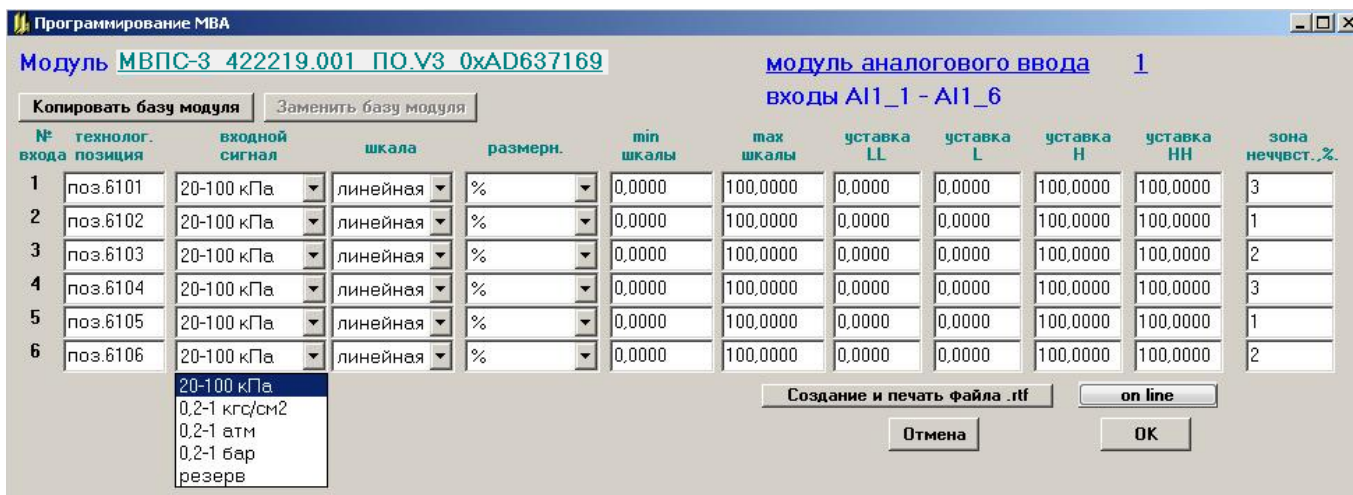 Программирование МВА
Модуль МВПС-3 422219.001 ПО.V3 0xAD637169
модуль аналогового ввода 1
входы AI1_1 - AI1_6
Копировать базу модуля Заменить базу модуля
№ входа технолог. позиция входной сигнал шкала размерн. min шкалы max шкалы уставка LL уставка L уставка H уставка HH зона неччвст.,%.
1 поз.6101 20-100 кПа линейная % 0,0000 100,0000 0,0000 0,0000 100,0000 100,0000 3
2 поз.6102 20-100 кПа линейная % 0,0000 100,0000 0,0000 0,0000 100,0000 100,0000 1
3 поз.6103 20-100 кПа линейная % 0,0000 100,0000 0,0000 0,0000 100,0000 100,0000 2
4 поз.6104 20-100 кПа линейная % 0,0000 100,0000 0,0000 0,0000 100,0000 100,0000 3
5 поз.6105 20-100 кПа линейная % 0,0000 100,0000 0,0000 0,0000 100,0000 100,0000 1
6 поз.6106 20-100 кПа линейная % 0,0000 100,0000 0,0000 0,0000 100,0000 100,0000 2
20-100 кПа
0,2-1 кгс/см2
0,2-1 атм
0,2-1 бар
резерв
Создание и печать файла .rtf on line
Отмена OK